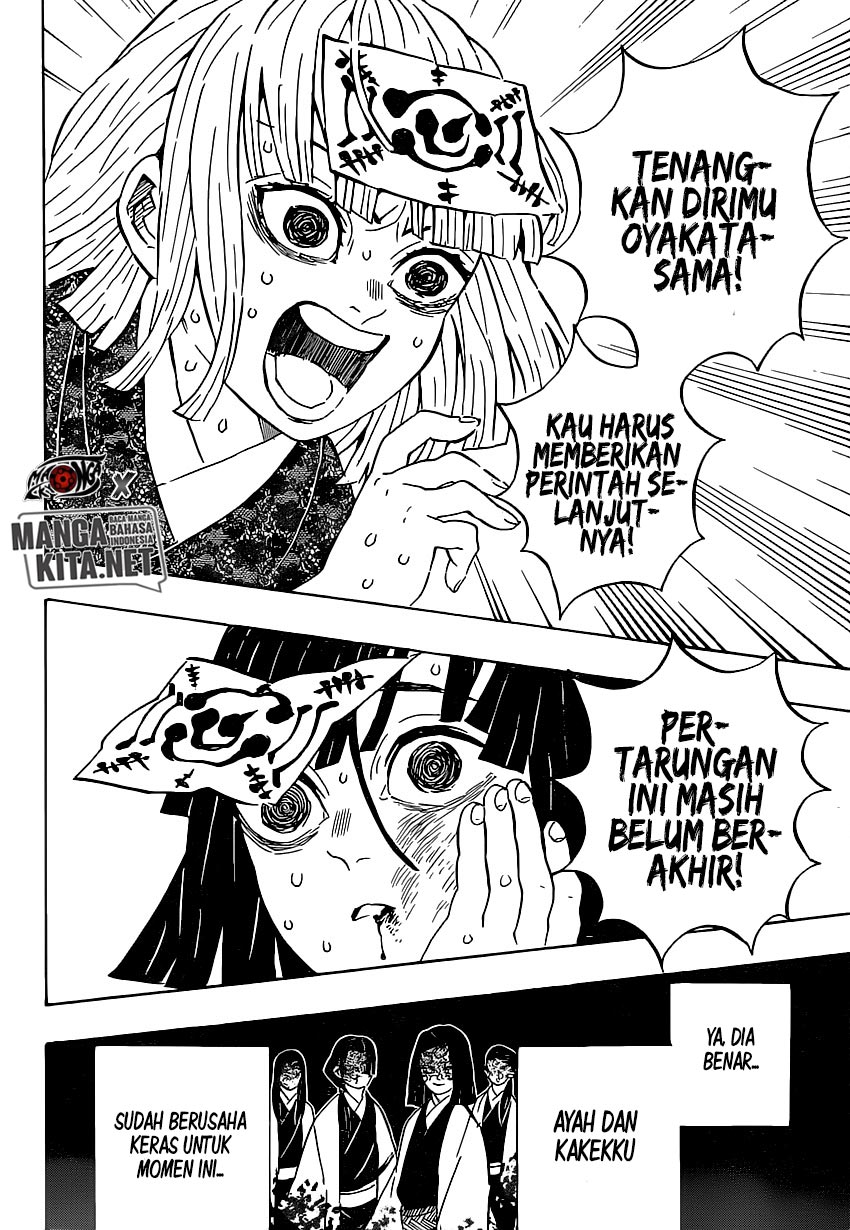 TENANG-
KAN DIRIMU
OYAKATA-
SAMA!
KAU HARUS
MEMBERIKAN
PERINTAH SE-
LANJUT-
NYA!
X
MANGA
BACA MANGA
BAHASA
INDONESIA
KITA.NET
PER-
TARUNGAN
INI MASIH
BELUM BER-
AKHIR!
YA, DIA
BENAR...
AYAH DAN
KAKEKKU
SUDAH BERUSAHA
KERAS UNTUK
MOMEN INI...